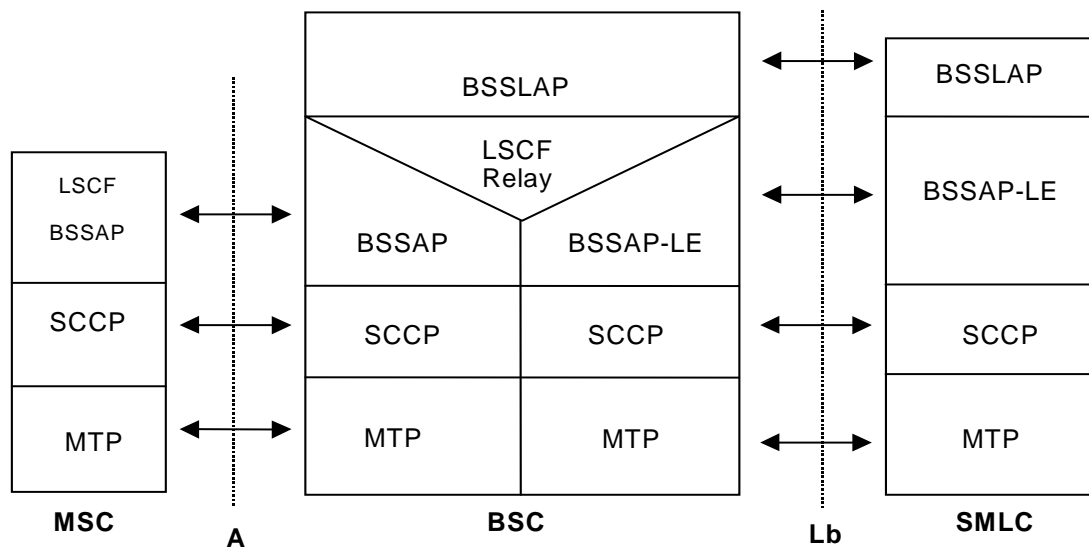 BSSLAP
BSSLAP
LSCF
Relay
LSCF
BSSAP
BSSAP
BSSAP-LE
BSSAP-LE
SCCP
SCCP
SCCP
SCCP
MTP
MTP
MTP
MTP
MSC
A
BSC
Lb
SMLC